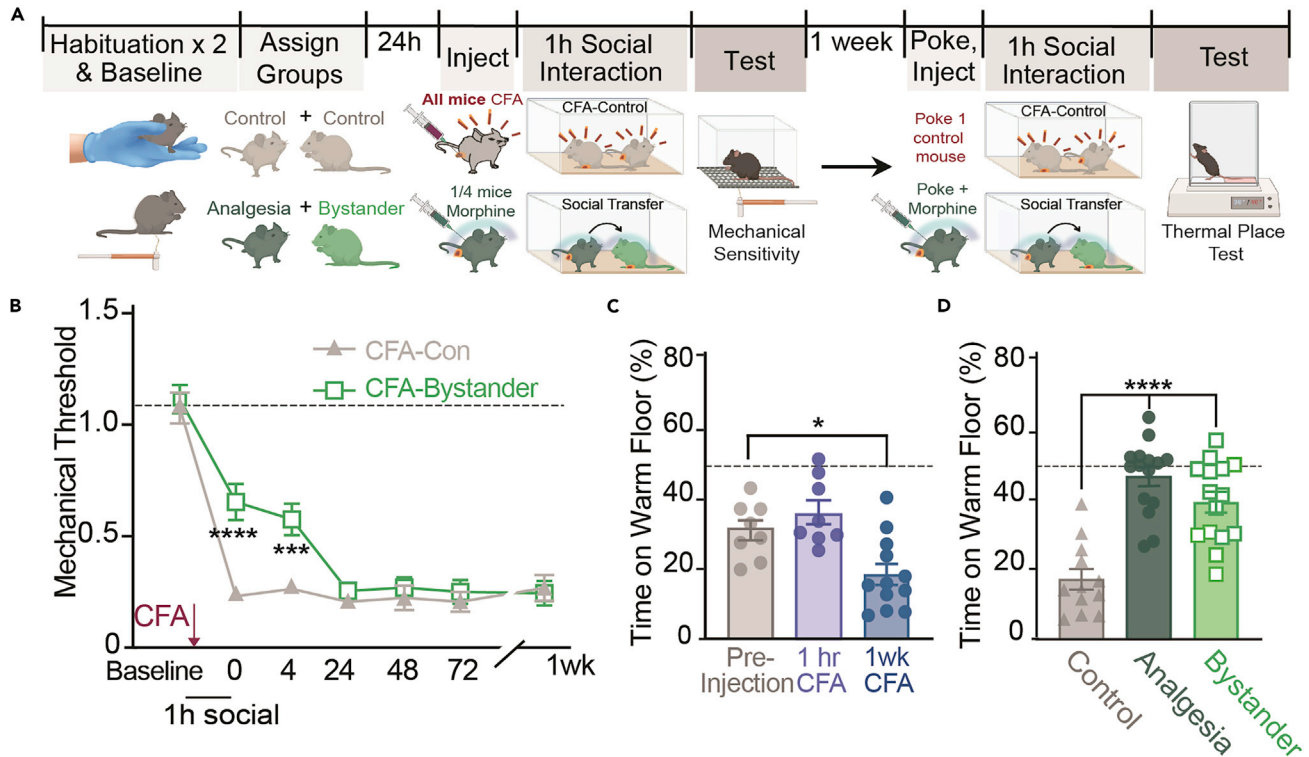 A
Habituation x 2
& Baseline
Assign
Groups
24h
Inject
1h Social
Interaction
Test
1 week
Poke,
Inject
1h Social
Interaction
Test
Control + Control
Analgesia + Bystander
All mice CFA
1/4 mice
Morphine
CFA-Control
Social Transfer
Mechanical
Sensitivity
Poke 1
control
mouse
Poke +
Morphine
CFA-Control
Social Transfer
Thermal Place
Test
B
Mechanical Threshold
1.5
1.0
0.5
0
CFA-Con
CFA-Bystander
****
***
CFA
Baseline 0 4 24 48 72 1wk
1h social
C
Time on Warm Floor (%)
80
60
40
20
0
*
Pre-
Injection
1 hr
CFA
1wk
CFA
D
Time on Warm Floor (%)
80
60
40
20
0
****
Control
Analgesia
Bystander